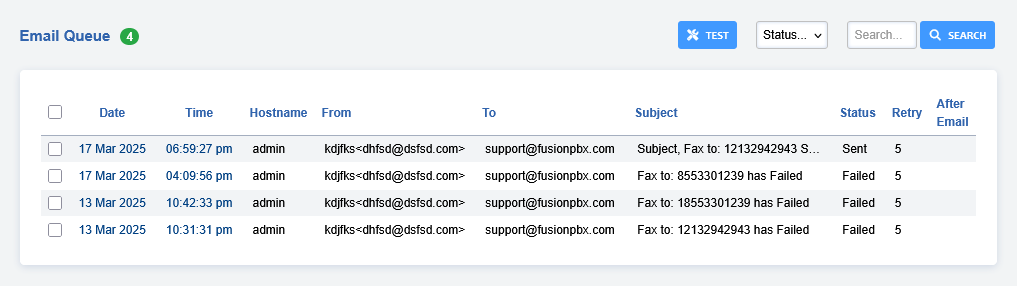 Email Queue 4 TEST Status... Search... SEARCH
Date Time Hostname From To Subject Status Retry After Email
17 Mar 2025 06:59:27 pm admin kdjfks<dhfsd@dsfsd.com> support@fusionpbx.com Subject, Fax to: 12132942943 S... Sent 5
17 Mar 2025 04:09:56 pm admin kdjfks<dhfsd@dsfsd.com> support@fusionpbx.com Fax to: 8553301239 has Failed Failed 5
13 Mar 2025 10:42:33 pm admin kdjfks<dhfsd@dsfsd.com> support@fusionpbx.com Fax to: 18553301239 has Failed Failed 5
13 Mar 2025 10:31:31 pm admin kdjfks<dhfsd@dsfsd.com> support@fusionpbx.com Fax to: 12132942943 has Failed Failed 5